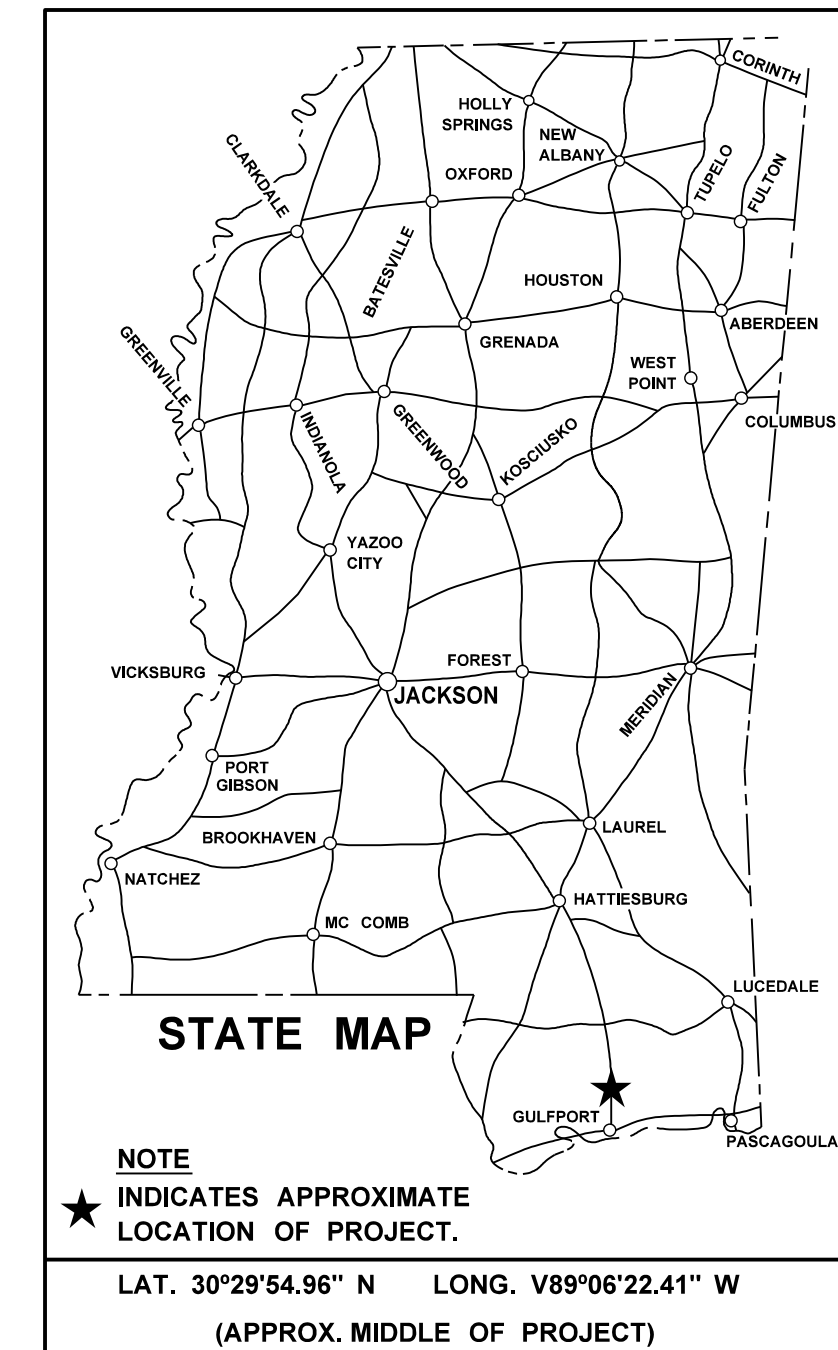 CORINTH
HOLLY
SPRINGS
NEW
ALBANY
CLARKDALE
OXFORD
TUPELO
FULTON
BATESVILLE
HOUSTON
ABERDEEN
GREENVILLE
GRENADA
WEST
POINT
COLUMBUS
INDIANOLA
GREENWOOD
KOSCIUSKO
YAZOO
CITY
VICKSBURG
FOREST
JACKSON
MERIDIAN
PORT
GIBSON
LAUREL
BROOKHAVEN
NATCHEZ
HATTIESBURG
MC COMB
LUCEDALE
STATE MAP
GULFPORT
PASCAGOULA
NOTE
INDICATES APPROXIMATE
LOCATION OF PROJECT.
LAT. 30°29'54.96" N LONG. V89°06'22.41" W
(APPROX. MIDDLE OF PROJECT)